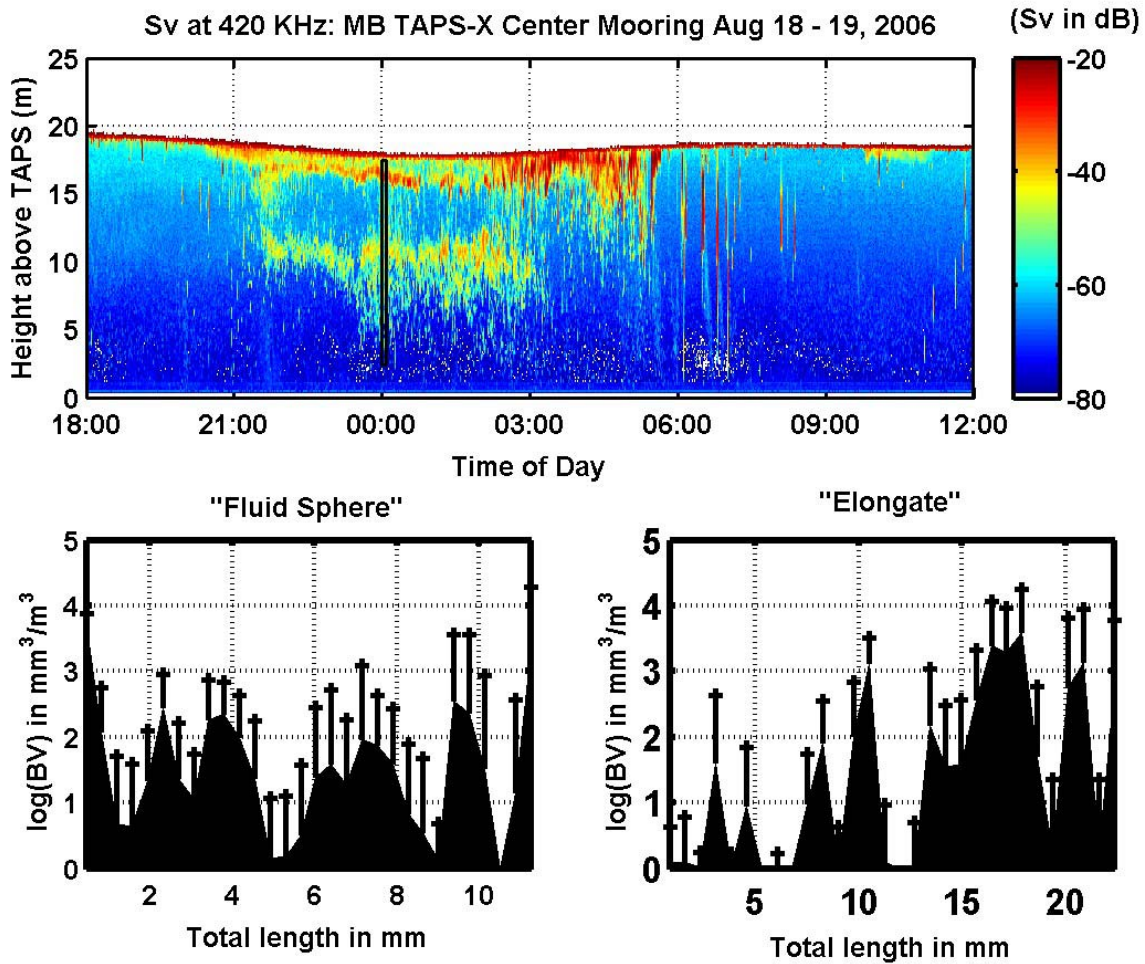 Sv at 420 KHz: MB TAPS-X Center Mooring Aug 18 - 19, 2006
(Sv in dB)
Height above TAPS (m)
25
20
15
10
5
0
18:00 21:00 00:00 03:00 06:00 09:00 12:00
Time of Day
-20
-40
-60
-80
"Fluid Sphere"
log(BV) in mm³/m³
5
4
3
2
1
0
2 4 6 8 10
Total length in mm
"Elongate"
log(BV) in mm³/m³
5
4
3
2
1
0
5 10 15 20
Total length in mm